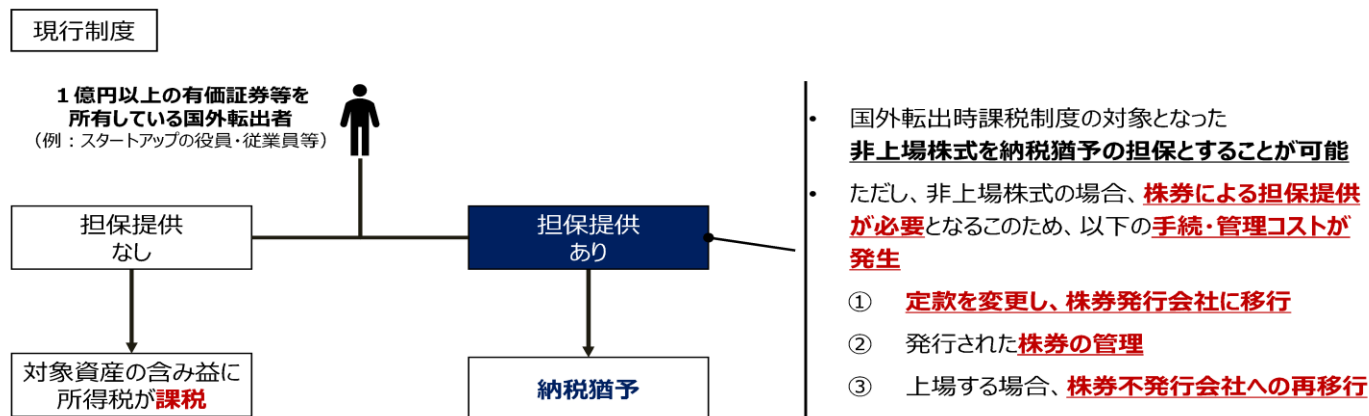 現行制度
１億円以上の有価証券等を
所有している国外転出者
（例：スタートアップの役員・従業員等）
担保提供
なし
担保提供
あり
対象資産の含み益に
所得税が課税
納税猶予
• 国外転出時課税制度の対象となった
非上場株式を納税猶予の担保とすることが可能
• ただし、非上場株式の場合、株券による担保提供
が必要となるこのため、以下の手続・管理コストが
発生
① 定款を変更し、株券発行会社に移行
② 発行された株券の管理
③ 上場する場合、株券不発行会社への再移行